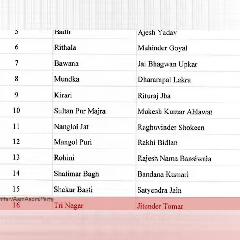 5 Badli Ajesh Yadav
6 Rithala Mahinder Goyal
7 Bawana Jai Bhagwan Upkar
8 Mundka Dharampal Lakra
9 Kirari Rituraj Jha
10 Sultan Pur Majra Mukesh Kumar Ahlawat
11 Nangloi Jat Raghuvinder Shokeen
12 Mangol Puri Rakhi Bidlan
13 Rohini Rajesh Nama
14 Shalimar Bagh Bandana Kumari
15 Shakur Basti Satyendra Jain
AamAadmiParty
16 Tri Nagar Jitender Tomar